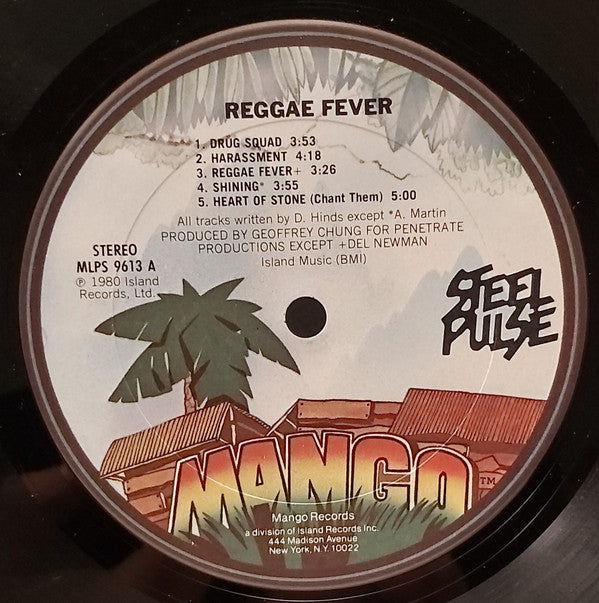 REGGAE FEVER
1. DRUG SQUAD 3:53
2. HARASSMENT 4:18
3. REGGAE FEVER+ 3:26
4. SHINING* 3:55
5. HEART OF STONE (Chant Them) 5:00
All tracks written by D. Hinds except *A. Martin
PRODUCED BY GEOFFREY CHUNG FOR PENETRATE
PRODUCTIONS EXCEPT +DEL NEWMAN
Island Music (BMI)
STEREO
MLPS 9613 A
℗ 1980 Island
Records, Ltd.
STEEL
PULSE
MANGO TM
Mango Records
a division of Island Records Inc.
444 Madison Avenue
New York, N.Y. 10022